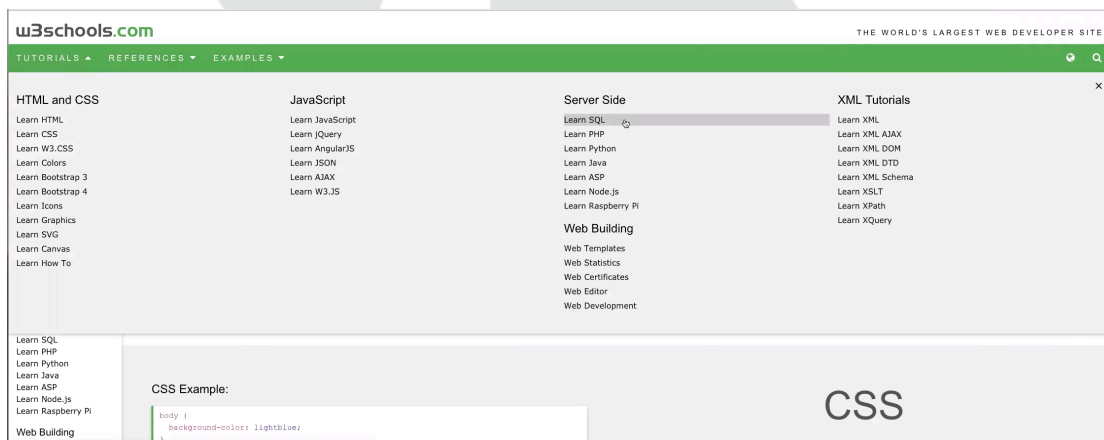 w3schools.com
THE WORLD'S LARGEST WEB DEVELOPER SITE
TUTORIALS REFERENCES EXAMPLES
HTML and CSS
Learn HTML
Learn CSS
Learn W3.CSS
Learn Colors
Learn Bootstrap 3
Learn Bootstrap 4
Learn Icons
Learn Graphics
Learn SVG
Learn Canvas
Learn How To
JavaScript
Learn JavaScript
Learn jQuery
Learn AngularJS
Learn JSON
Learn AJAX
Learn W3.JS
Server Side
Learn SQL
Learn PHP
Learn Python
Learn Java
Learn ASP
Learn Node.js
Learn Raspberry Pi
Web Building
Web Templates
Web Statistics
Web Certificates
Web Editor
Web Development
XML Tutorials
Learn XML
Learn XML AJAX
Learn XML DOM
Learn XML DTD
Learn XML Schema
Learn XSLT
Learn XPath
Learn XQuery
Learn SQL
Learn PHP
Learn Python
Learn Java
Learn ASP
Learn Node.js
Learn Raspberry Pi
Web Building
CSS Example:
body {
background-color: lightblue;
}
CSS